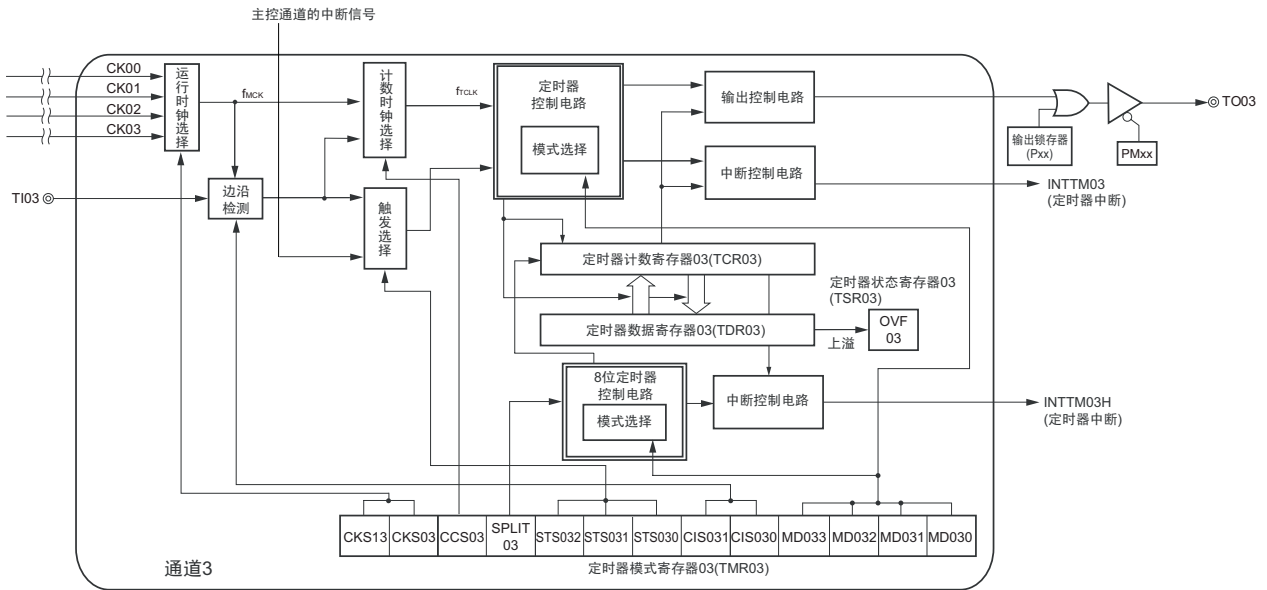 主控通道的中断信号
CK00
CK01
CK02
CK03
运行时钟选择
fMCK
计数时钟选择
fTCLK
定时器
控制电路
模式选择
输出控制电路
TO03
输出锁存器
(Pxx)
PMxx
中断控制电路
INTTM03
(定时器中断)
TI03
边沿
检测
触发选择
定时器计数寄存器03(TCR03)
定时器状态寄存器03
(TSR03)
定时器数据寄存器03(TDR03)
上溢
OVF
03
8位定时器
控制电路
模式选择
中断控制电路
INTTM03H
(定时器中断)
CKS13 CKS03 CCS03 SPLIT 03 STS032 STS031 STS030 CIS031 CIS030 MD033 MD032 MD031 MD030
通道3
定时器模式寄存器03(TMR03)